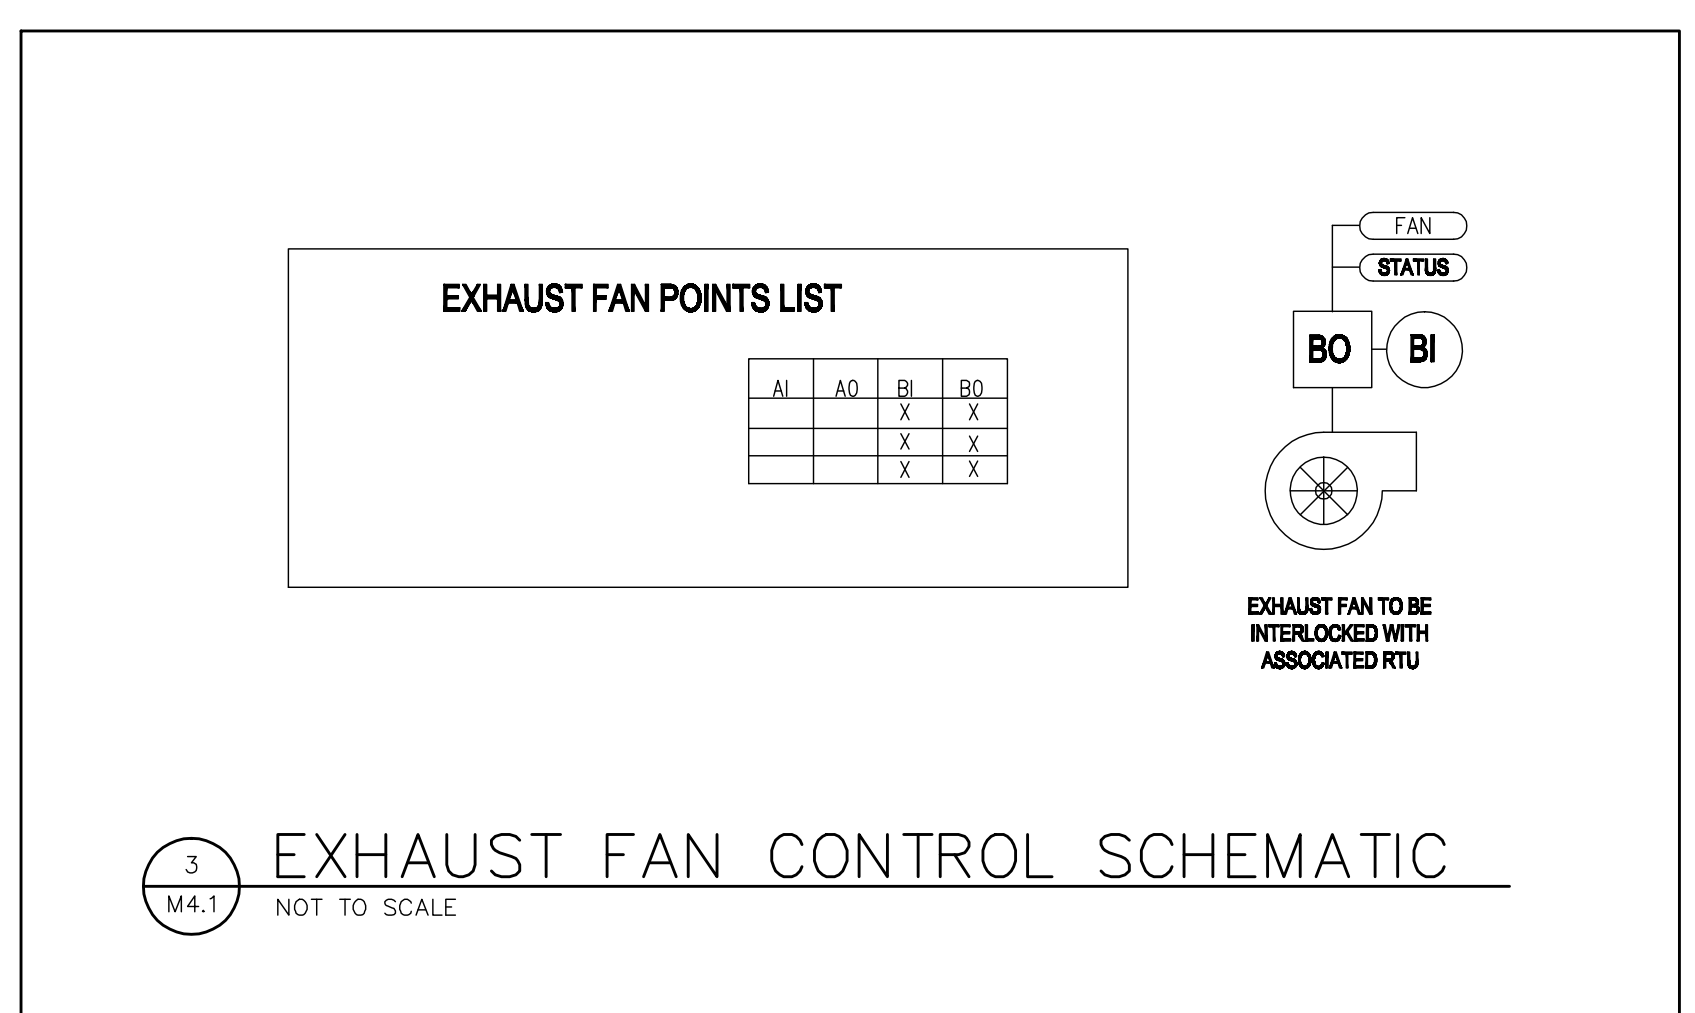 EXHAUST FAN POINTS LIST
AI AO BI BO
X X
X X
X X
FAN
STATUS
BO BI
EXHAUST FAN TO BE
INTERLOCKED WITH
ASSOCIATED RTU
3
M4.1
EXHAUST FAN CONTROL SCHEMATIC
NOT TO SCALE